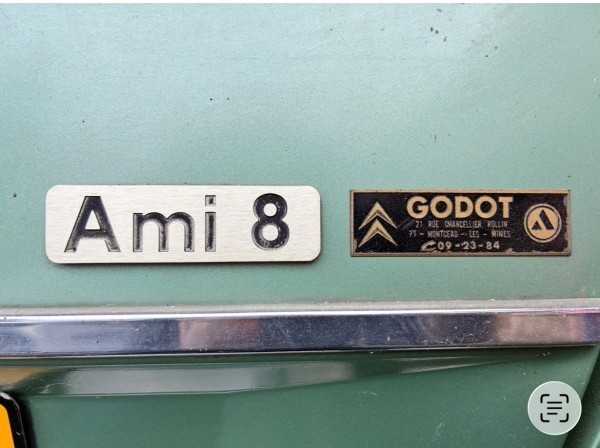 Ami 8
GODOT
21, RUE CHANCELLIER ROLLIN
71 - MONTCEAU - LES - MINES
09-23-84